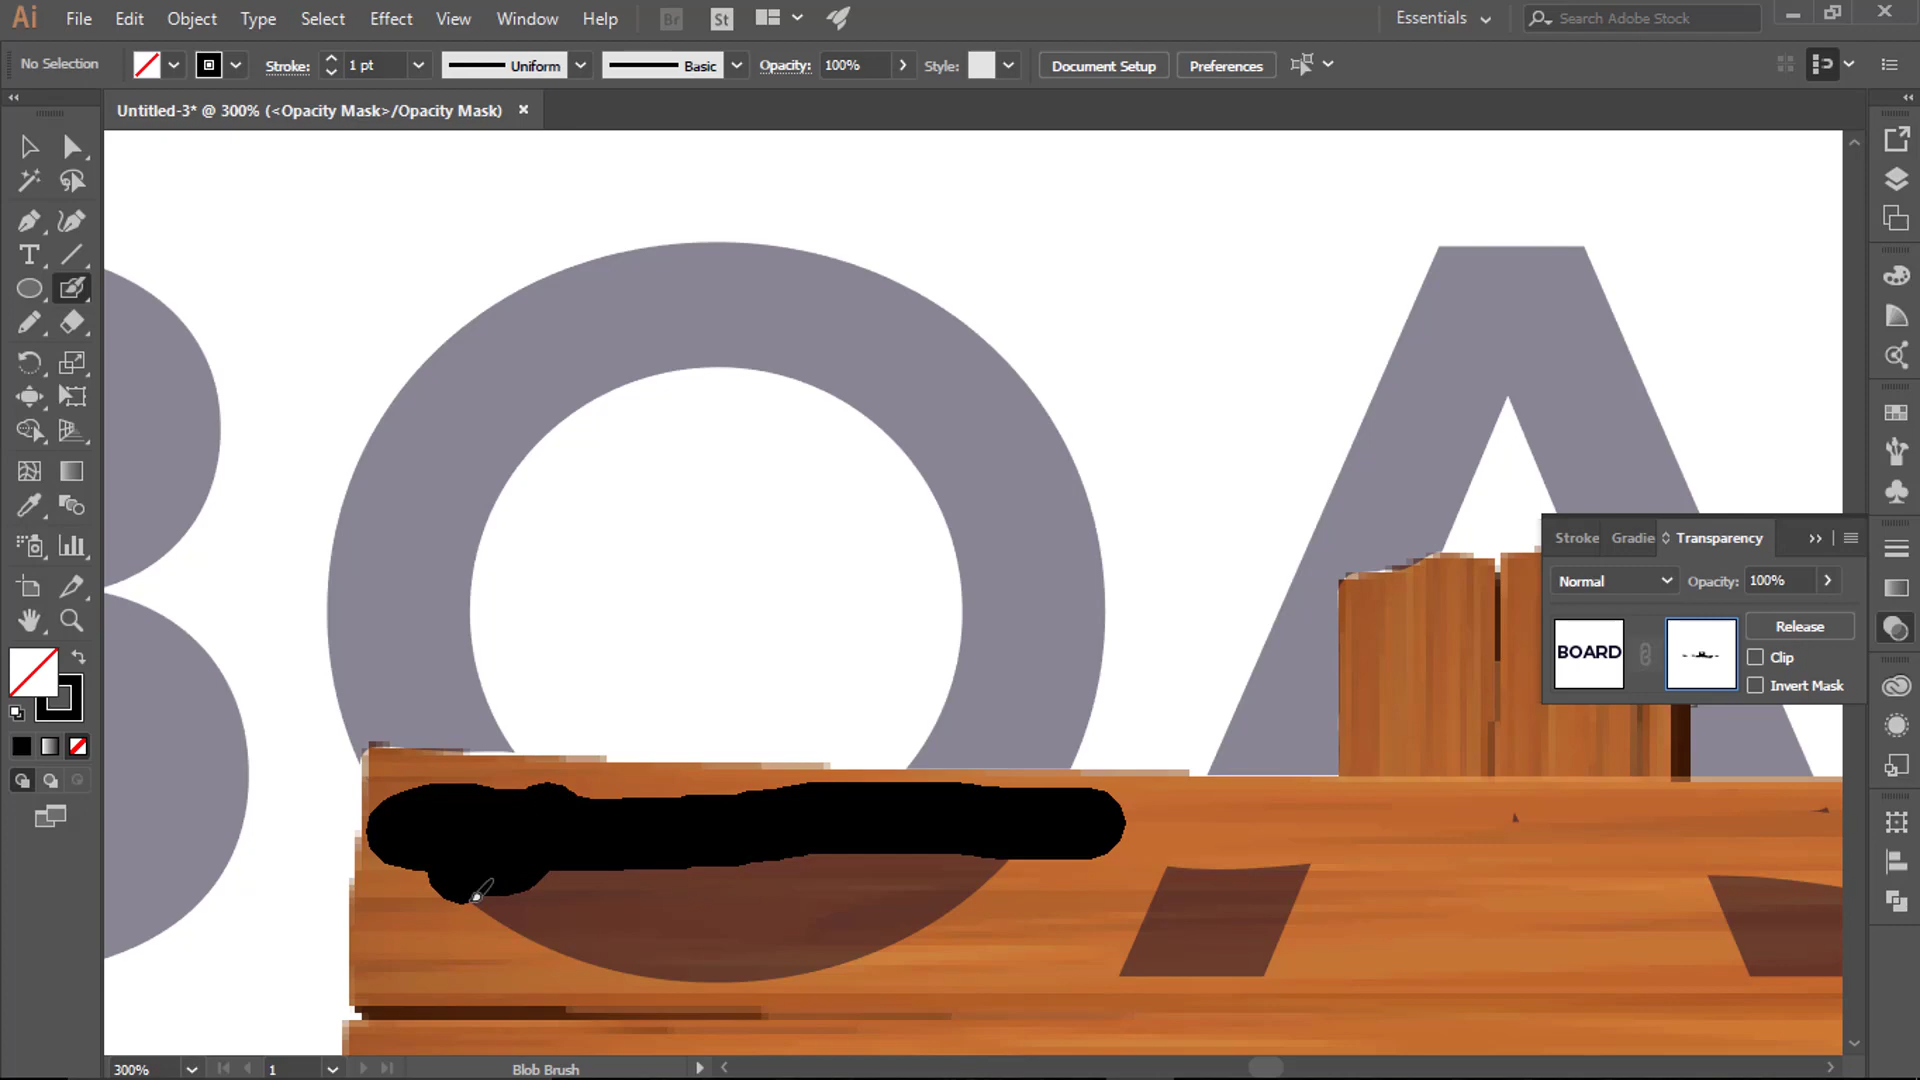 Ai File Edit Object Type Select Effect View Window Help Br St Essentials Search Adobe Stock
No Selection Stroke: 1 pt Uniform Basic Opacity: 100% Style: Document Setup Preferences
Untitled-3* @ 300% (<Opacity Mask>/Opacity Mask) ×
BOA
Stroke Gradie Transparency
Normal Opacity: 100%
BOARD Release
Clip
Invert Mask
300% 1 Blob Brush